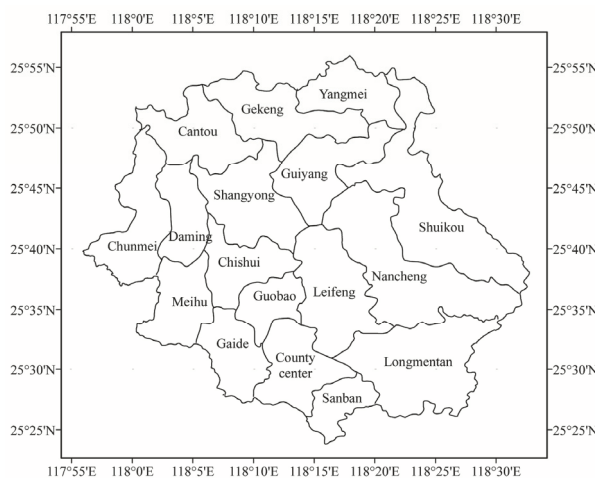 117°55'E 118°0'E 118°5'E 118°10'E 118°15'E 118°20'E 118°25'E 118°30'E
25°55'N 25°55'N
Yangmei
Gekeng
25°50'N 25°50'N
Cantou
Guiyang
25°45'N 25°45'N
Shangyong
Shuikou
Daming
Chunmei
25°40'N 25°40'N
Chishui
Nancheng
Leifeng
Guobao
Meihu
25°35'N 25°35'N
Gaide
County
center
Longmentan
25°30'N 25°30'N
Sanban
25°25'N 25°25'N
117°55'E 118°0'E 118°5'E 118°10'E 118°15'E 118°20'E 118°25'E 118°30'E